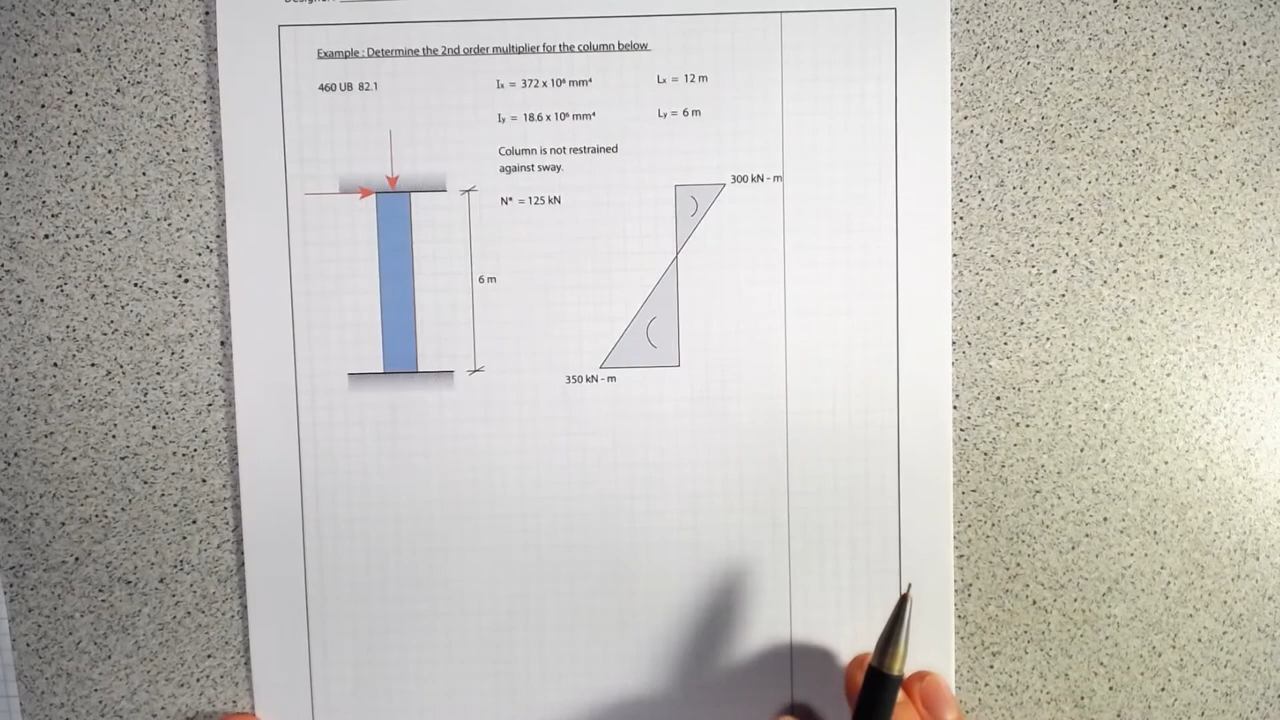 Example : Determine the 2nd order multiplier for the column below
460 UB 82.1
Iₓ = 372 x 10⁶ mm⁴
Lx = 12 m
Iy = 18.6 x 10⁶ mm⁴
Ly = 6 m
Column is not restrained
against sway.
N* = 125 kN
300 kN - m
6 m
350 kN - m